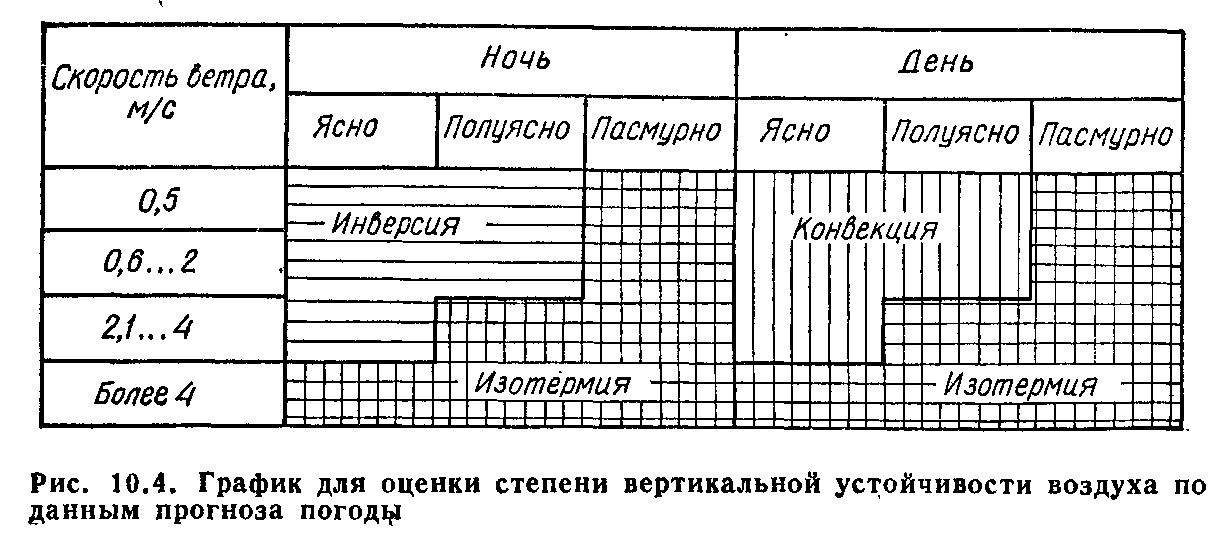 Скорость ветра,
м/с
Ночь
День
Ясно
Полуясно
Пасмурно
Ясно
Полуясно
Пасмурно
0,5
Инверсия
Конвекция
0,6...2
2,1...4
Более 4
Изотермия
Изотермия
Рис. 10.4. График для оценки степени вертикальной устойчивости воздуха по
данным прогноза погоды